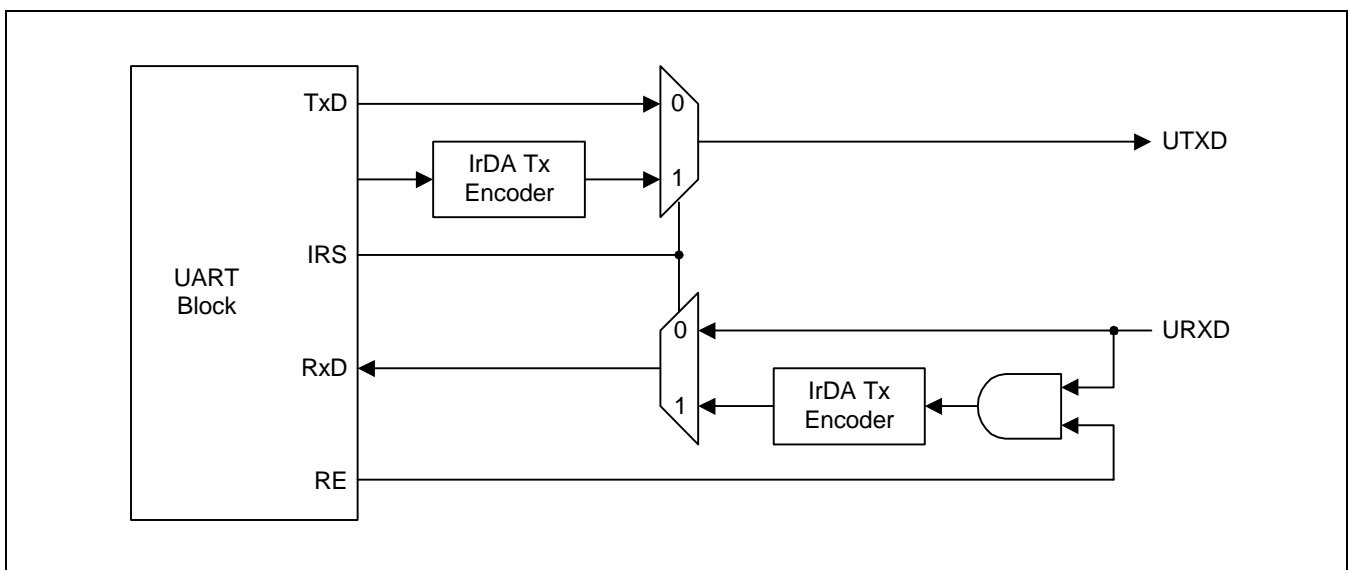 TxD
0
UTXD
IrDA Tx
Encoder
1
IRS
UART
Block
0
URXD
RxD
IrDA Tx
Encoder
1
RE